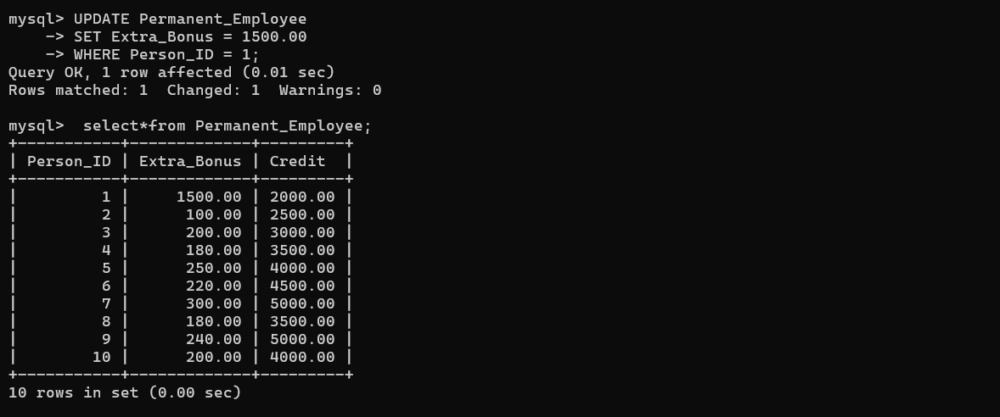 mysql> UPDATE Permanent_Employee
    -> SET Extra_Bonus = 1500.00
    -> WHERE Person_ID = 1;
Query OK, 1 row affected (0.01 sec)
Rows matched: 1  Changed: 1  Warnings: 0

mysql>  select*from Permanent_Employee;
+-----------+-------------+---------+
| Person_ID | Extra_Bonus | Credit  |
+-----------+-------------+---------+
|         1 |     1500.00 | 2000.00 |
|         2 |      100.00 | 2500.00 |
|         3 |      200.00 | 3000.00 |
|         4 |      180.00 | 3500.00 |
|         5 |      250.00 | 4000.00 |
|         6 |      220.00 | 4500.00 |
|         7 |      300.00 | 5000.00 |
|         8 |      180.00 | 3500.00 |
|         9 |      240.00 | 5000.00 |
|        10 |      200.00 | 4000.00 |
+-----------+-------------+---------+
10 rows in set (0.00 sec)